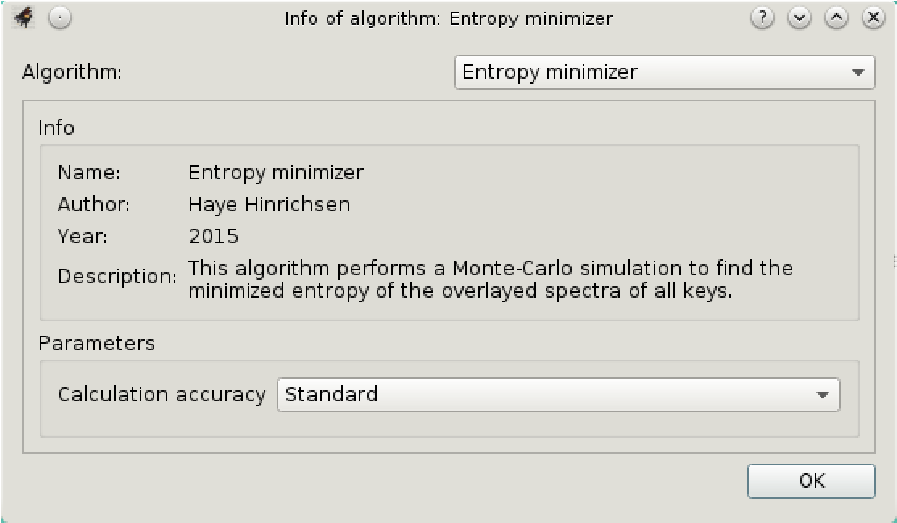 Info of algorithm: Entropy minimizer
Algorithm: Entropy minimizer
Info
Name: Entropy minimizer
Author: Haye Hinrichsen
Year: 2015
Description: This algorithm performs a Monte-Carlo simulation to find the
minimized entropy of the overlayed spectra of all keys.
Parameters
Calculation accuracy Standard
OK